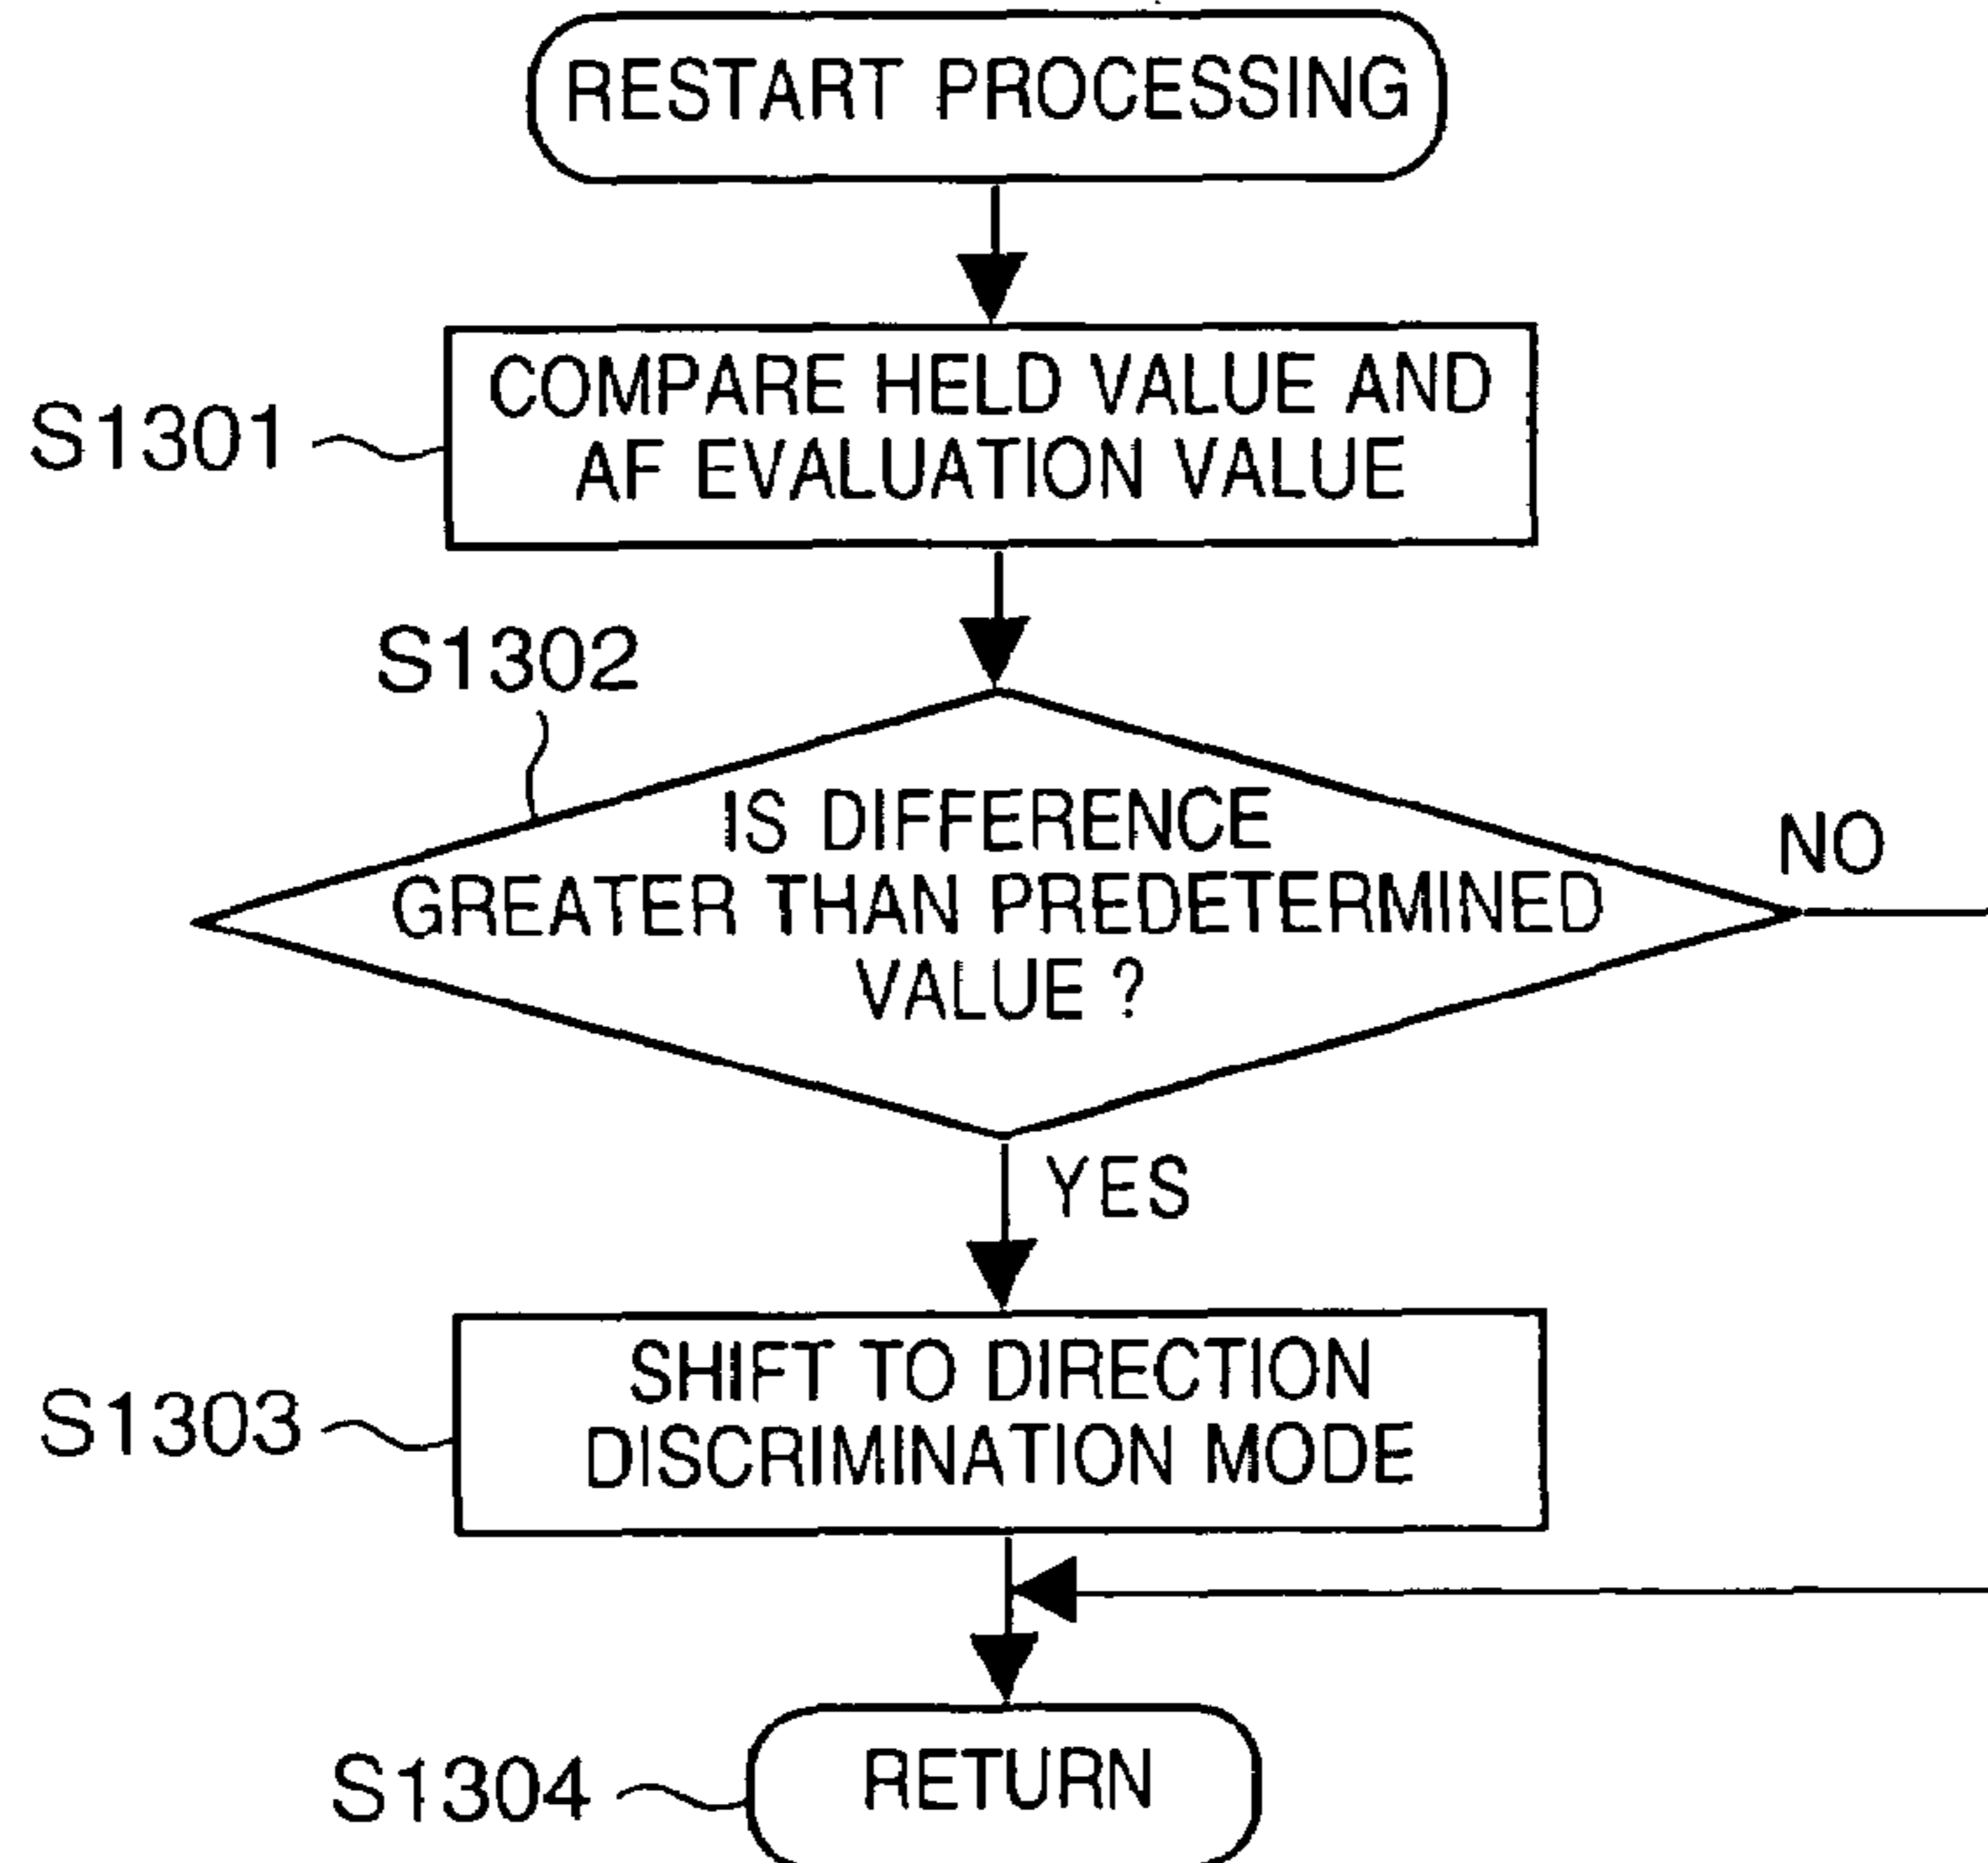 RESTART PROCESSING
S1301
COMPARE HELD VALUE AND
AF EVALUATION VALUE
S1302
IS DIFFERENCE
GREATER THAN PREDETERMINED
VALUE ?
NO
YES
S1303
SHIFT TO DIRECTION
DISCRIMINATION MODE
S1304
RETURN